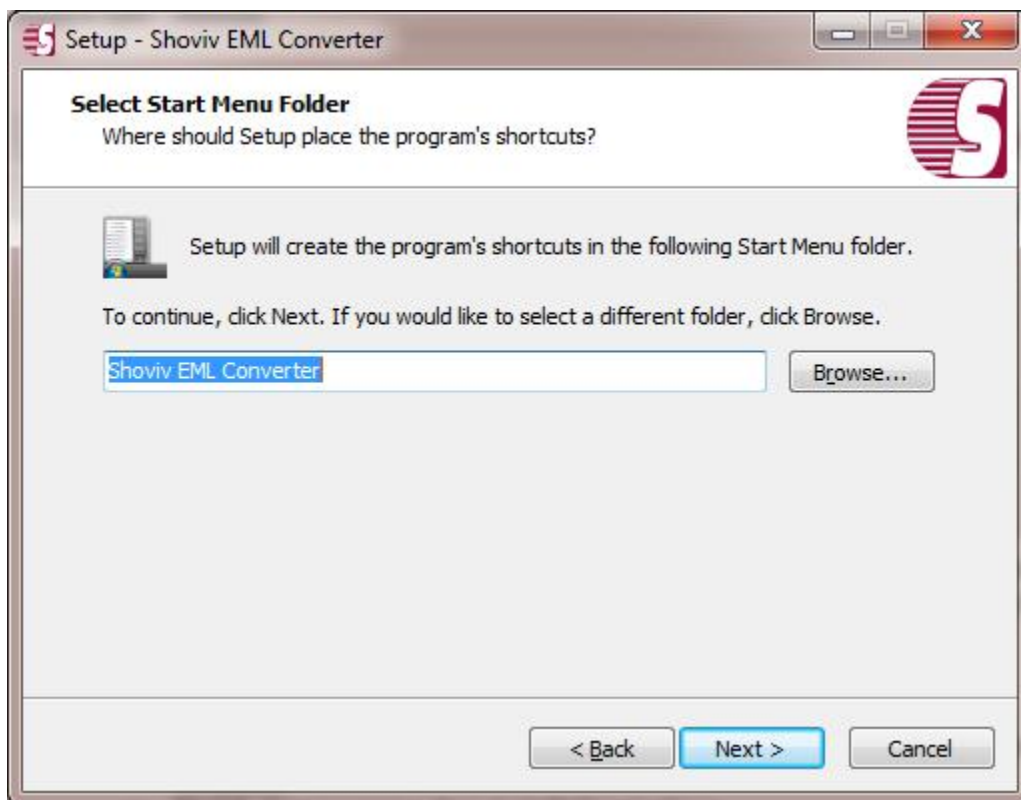 Setup - Shoviv EML Converter
Select Start Menu Folder
Where should Setup place the program's shortcuts?
Setup will create the program's shortcuts in the following Start Menu folder.
To continue, click Next. If you would like to select a different folder, click Browse.
Shoviv EML Converter
Browse...
< Back
Next >
Cancel